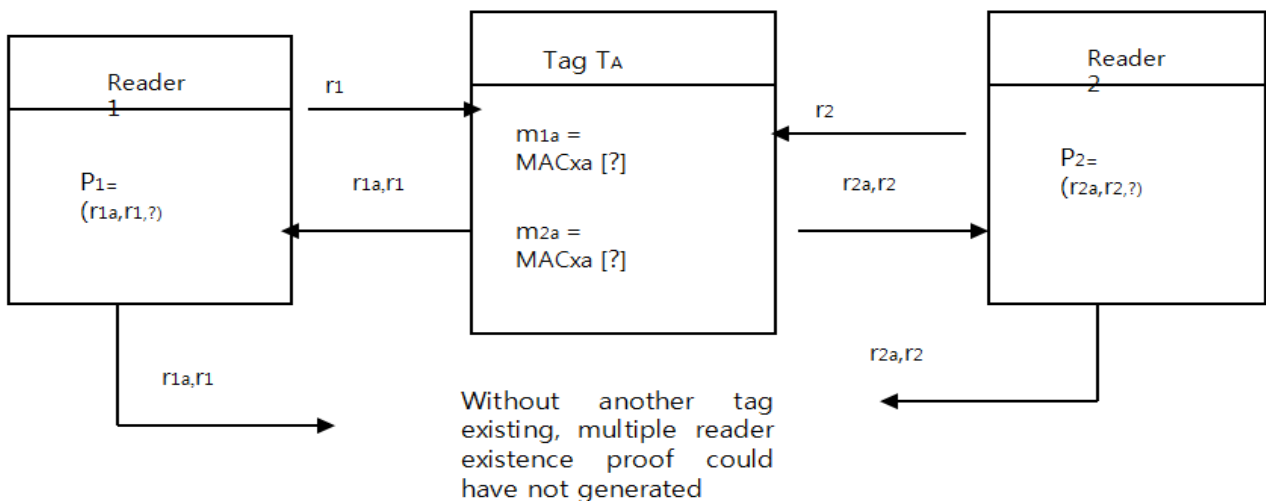 Reader
1
P1=
(r1a,r1,?)
r1
r1a,r1
r1a,r1
Tag TA
m1a =
MACxa [?]
m2a =
MACxa [?]
r2
r2a,r2
r2a,r2
Reader
2
P2=
(r2a,r2,?)
Without another tag
existing, multiple reader
existence proof could
have not generated